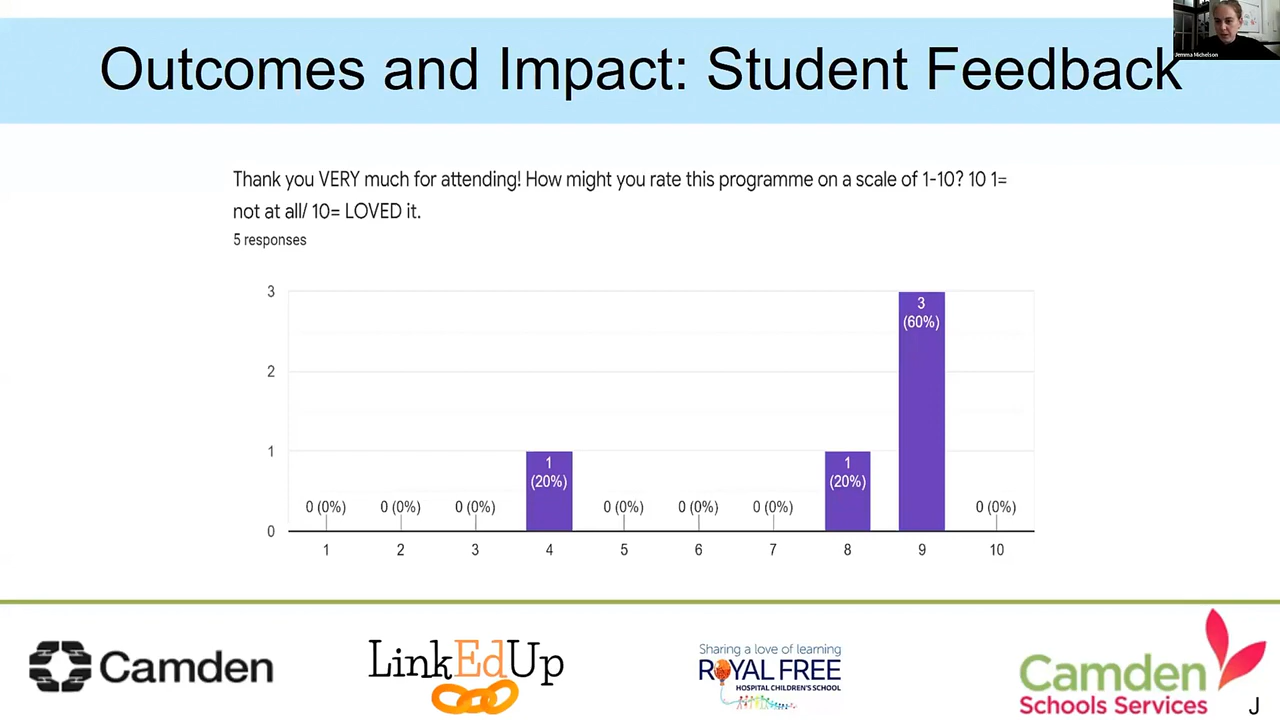 Outcomes and Impact: Student Feedback
Jemma Michelson
Thank you VERY much for attending! How might you rate this programme on a scale of 1-10? 10 1=
not at all/ 10= LOVED it.
5 responses
3
2
1
0
3
(60%)
1
(20%)
1
(20%)
0 (0%) 0 (0%) 0 (0%) 0 (0%) 0 (0%) 0 (0%) 0 (0%)
1 2 3 4 5 6 7 8 9 10
Camden
LinkEdUp
Sharing a love of learning
ROYAL FREE
HOSPITAL CHILDREN'S SCHOOL
Camden
Schools Services
J